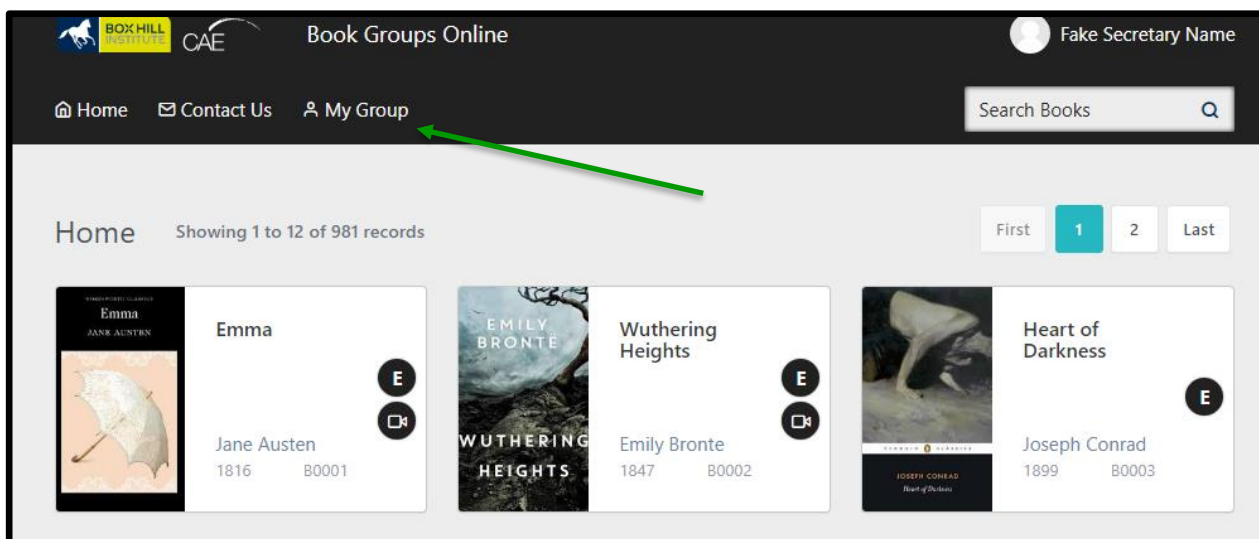 BOX HILL
INSTITUTE
CAE
Book Groups Online
Fake Secretary Name
Home
Contact Us
My Group
Search Books
Home
Showing 1 to 12 of 981 records
First
1
2
Last
Emma
JANE AUSTEN
Emma
E
Jane Austen
1816
B0001
EMILY
BRONTË
WUTHERING
HEIGHTS
Wuthering
Heights
E
Emily Bronte
1847
B0002
JOSEPH CONRAD
Heart of Darkness
Heart of
Darkness
E
Joseph Conrad
1899
B0003